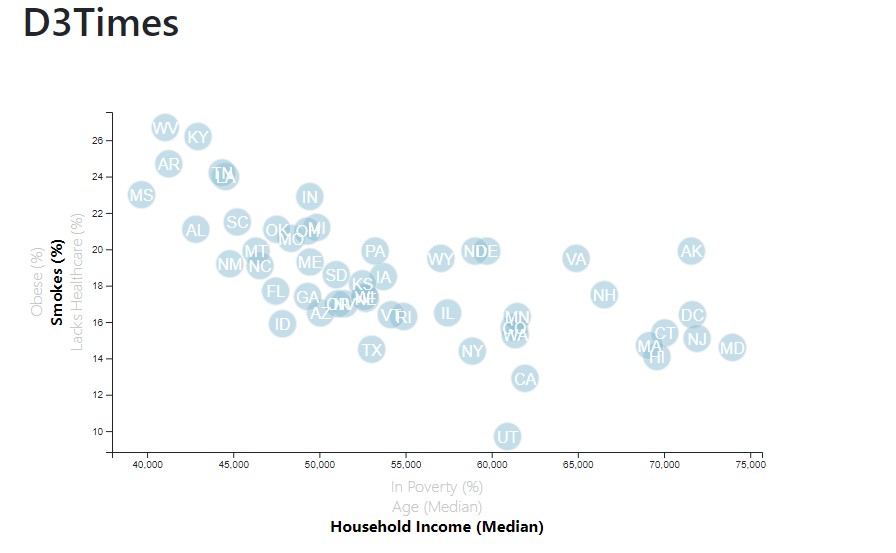 D3Times
Obese (%)
Smokes (%)
Lacks Healthcare (%)
26
24
22
20
18
16
14
12
10
WV
KY
AR
TN
LA
MS
IN
SC
AL
OK
MO
OH
MI
MT
NC
NM
ME
PA
WY
ND
DE
VA
AK
SD
IA
KS
FL
GA
AZ
ID
VT
RI
IL
TX
NY
MN
CO
WA
CA
UT
NH
DC
CT
MA
HI
NJ
MD
40,000 45,000 50,000 55,000 60,000 65,000 70,000 75,000
In Poverty (%)
Age (Median)
Household Income (Median)